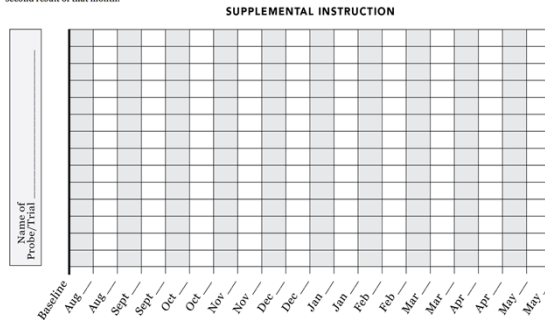 second result of that month.
SUPPLEMENTAL INSTRUCTION
Name of
Probe/Trial
Baseline
Aug
Aug
Sept
Sept
Oct
Oct
Nov
Nov
Dec
Dec
Jan
Jan
Feb
Feb
Mar
Mar
Apr
Apr
May
May